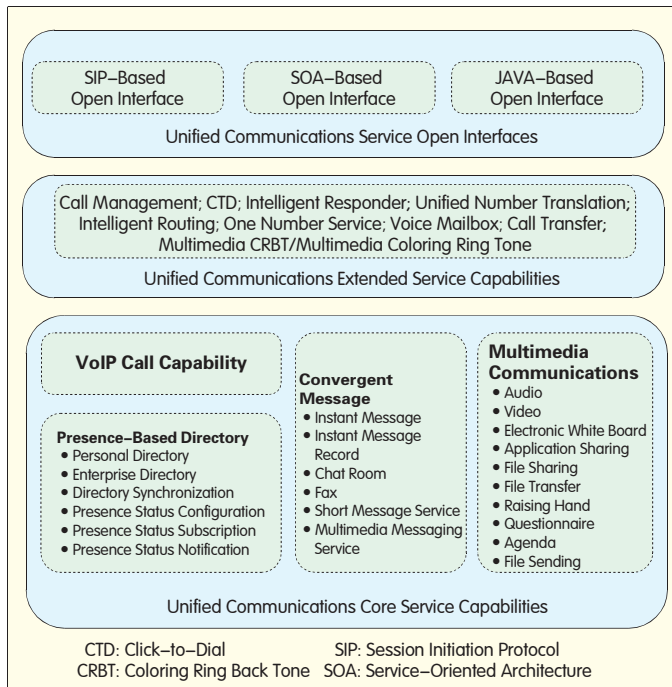 SIP–Based
Open Interface
SOA–Based
Open Interface
JAVA–Based
Open Interface
Unified Communications Service Open Interfaces
Call Management; CTD; Intelligent Responder; Unified Number Translation;
Intelligent Routing; One Number Service; Voice Mailbox; Call Transfer;
Multimedia CRBT/Multimedia Coloring Ring Tone
Unified Communications Extended Service Capabilities
VoIP Call Capability
Presence–Based Directory
• Personal Directory
• Enterprise Directory
• Directory Synchronization
• Presence Status Configuration
• Presence Status Subscription
• Presence Status Notification
Convergent
Message
• Instant Message
• Instant Message
Record
• Chat Room
• Fax
• Short Message Service
• Multimedia Messaging
Service
Multimedia
Communications
• Audio
• Video
• Electronic White Board
• Application Sharing
• File Sharing
• File Transfer
• Raising Hand
• Questionnaire
• Agenda
• File Sending
Unified Communications Core Service Capabilities
CTD: Click–to–Dial
SIP: Session Initiation Protocol
CRBT: Coloring Ring Back Tone
SOA: Service–Oriented Architecture